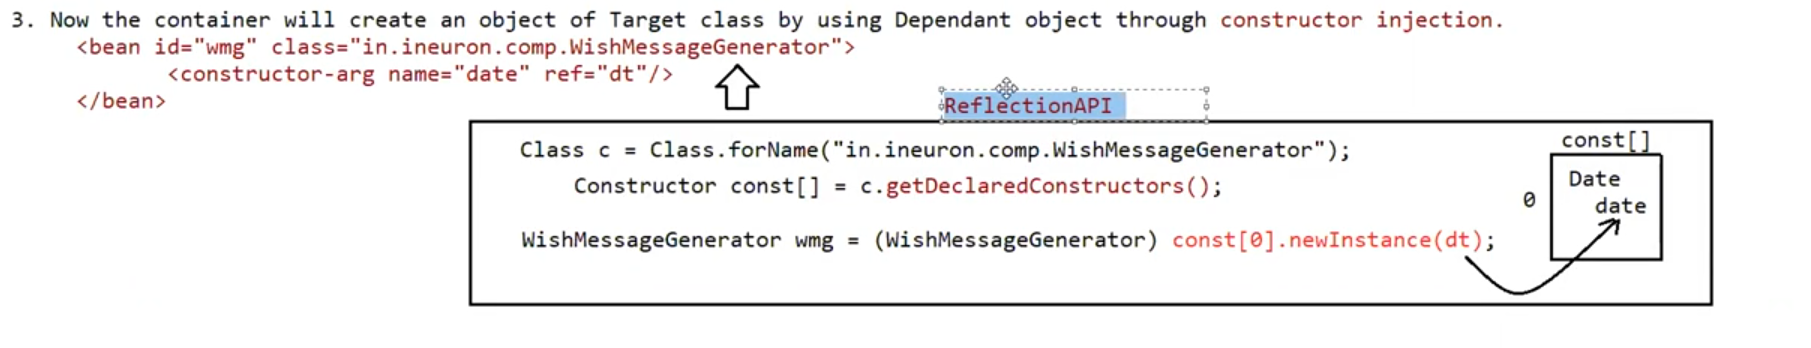 3. Now the container will create an object of Target class by using Dependant object through constructor injection.
<bean id="wmg" class="in.ineuron.comp.WishMessageGenerator">
<constructor-arg name="date" ref="dt"/>
</bean>
ReflectionAPI
Class c = Class.forName("in.ineuron.comp.WishMessageGenerator");
Constructor const[] = c.getDeclaredConstructors();
WishMessageGenerator wmg = (WishMessageGenerator) const[0].newInstance(dt);
const[]
0
Date
date